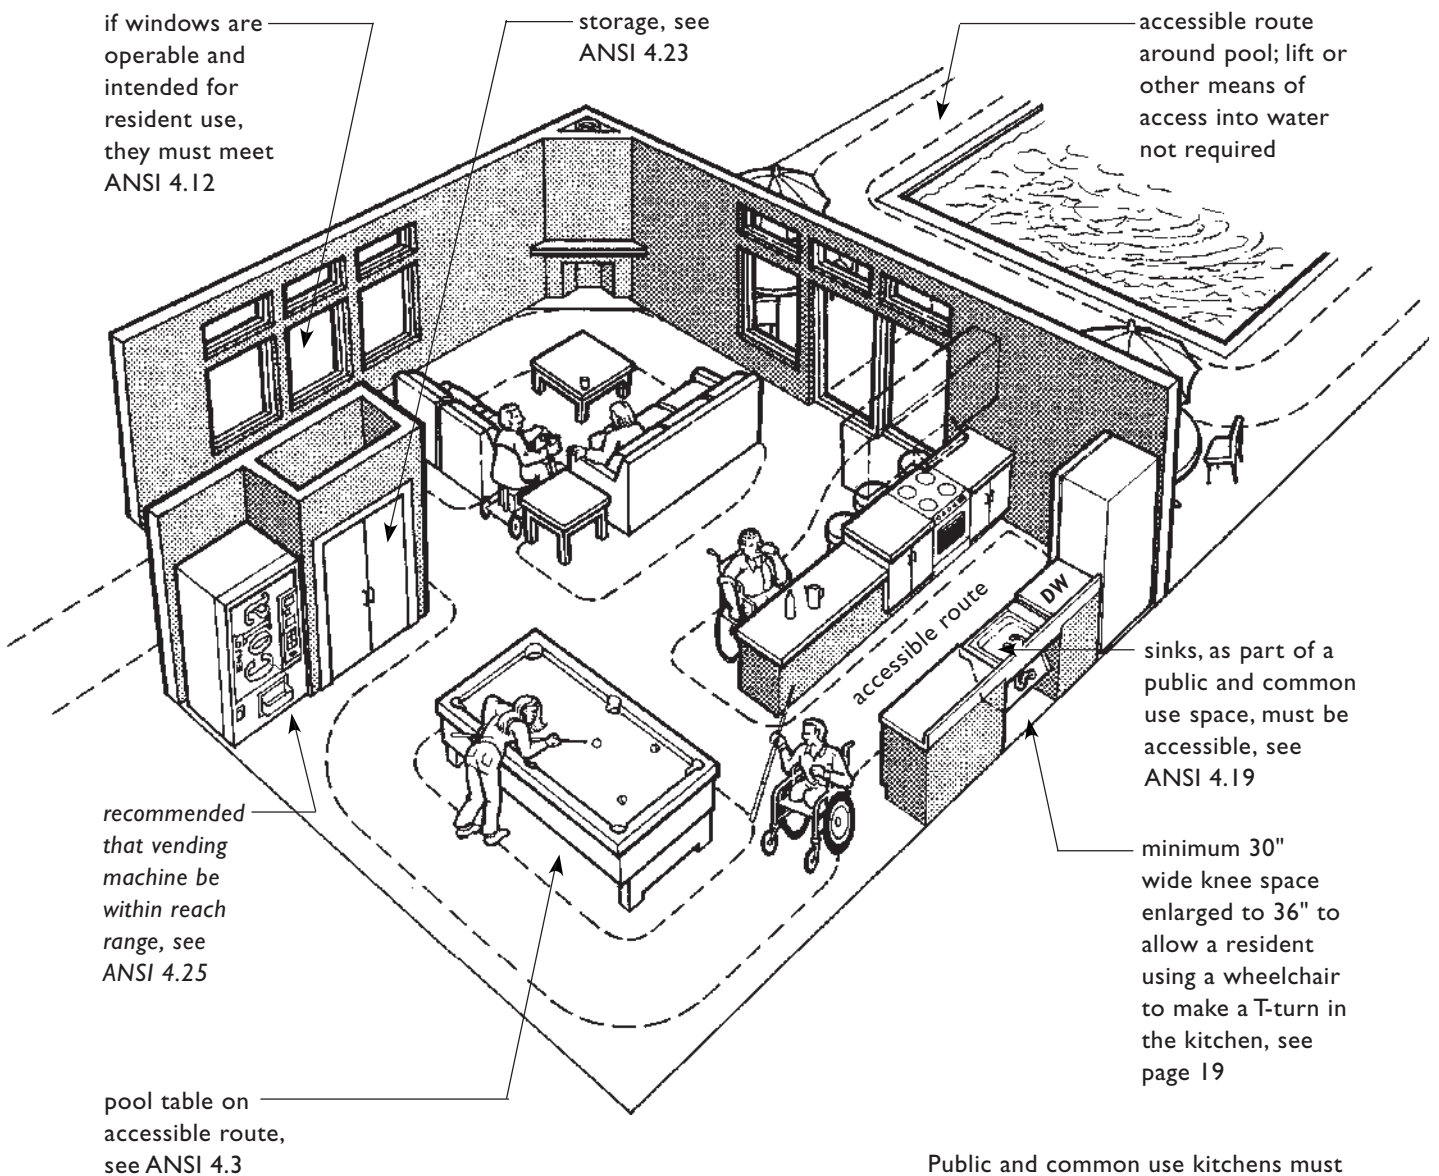 if windows are
operable and
intended for
resident use,
they must meet
ANSI 4.12
storage, see
ANSI 4.23
accessible route
around pool; lift or
other means of
access into water
not required
DW
accessible route
sinks, as part of a
public and common
use space, must be
accessible, see
ANSI 4.19
recommended
that vending
machine be
within reach
range, see
ANSI 4.25
minimum 30"
wide knee space
enlarged to 36" to
allow a resident
using a wheelchair
to make a T-turn in
the kitchen, see
page 19
pool table on
accessible route,
see ANSI 4.3
Public and common use kitchens must